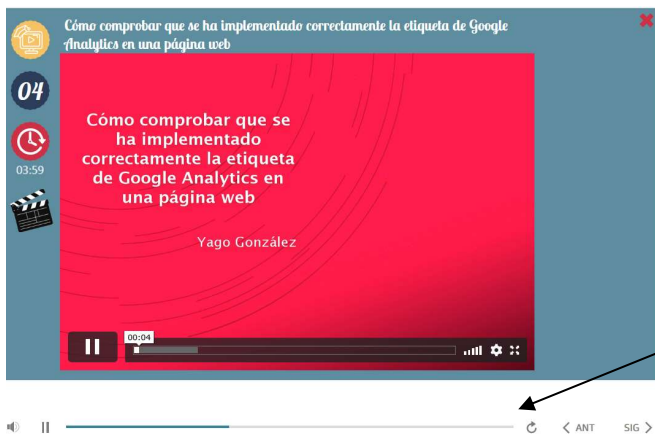 Cómo comprobar que se ha implementado correctamente la etiqueta de Google
Analytics en una página web
04
03:59
Cómo comprobar que se
ha implementado
correctamente la etiqueta
de Google Analytics en
una página web
Yago González
00:04
ANT
SIG